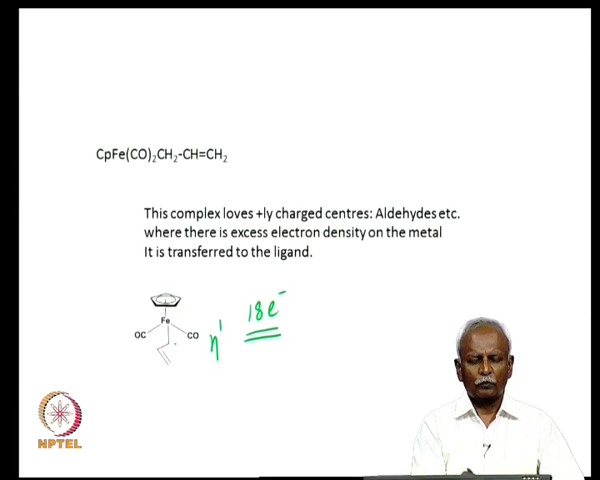 CpFe(CO)₂CH₂-CH=CH₂
This complex loves +ly charged centres: Aldehydes etc.
where there is excess electron density on the metal
It is transferred to the ligand.
Fe
OC
CO
η¹
18e⁻
NPTEL